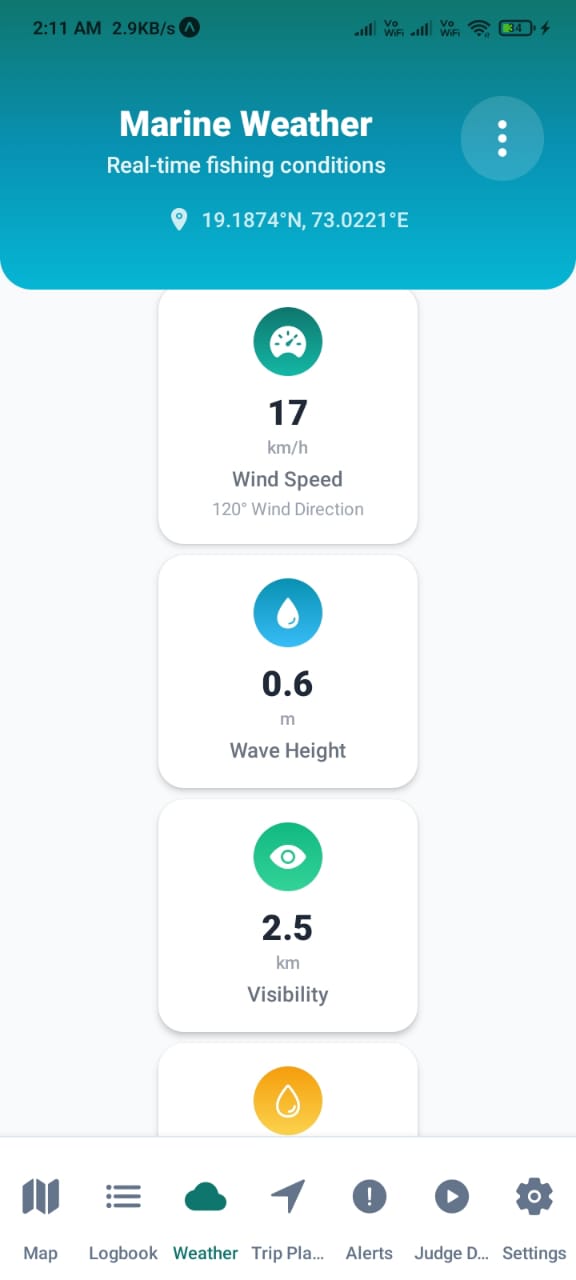 2:11 AM 2.9KB/s
Vo WiFi Vo WiFi 34
Marine Weather
Real-time fishing conditions
19.1874°N, 73.0221°E
17
km/h
Wind Speed
120° Wind Direction
0.6
m
Wave Height
2.5
km
Visibility
Map Logbook Weather Trip Pla... Alerts Judge D... Settings